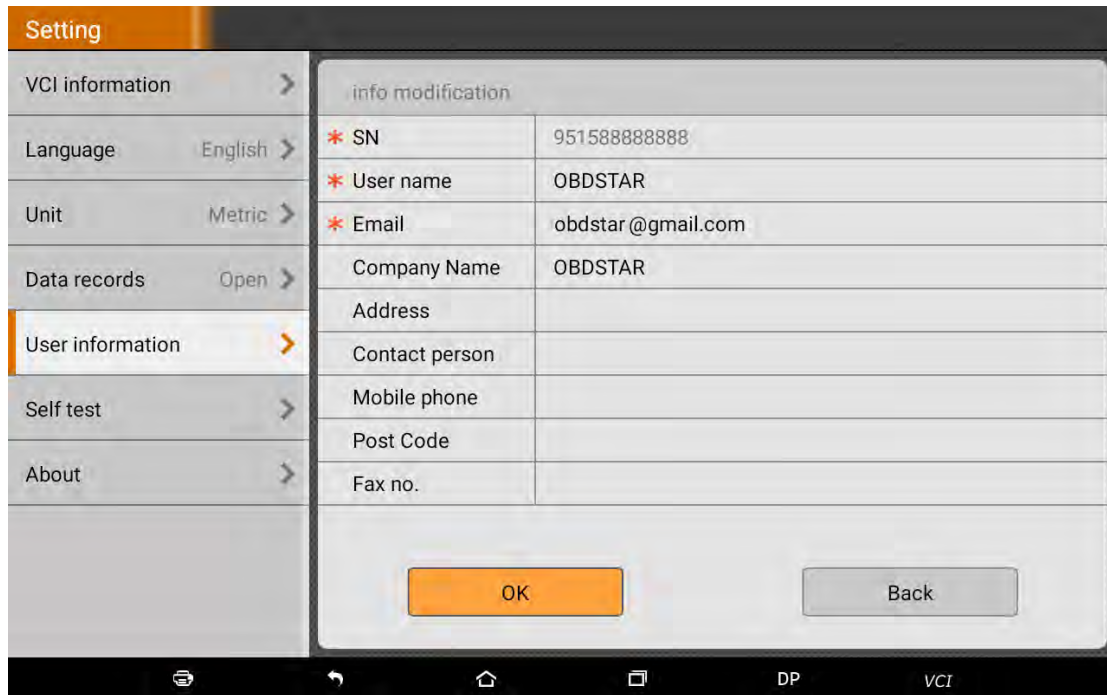 Setting
VCI information
Language English
Unit Metric
Data records Open
User information
Self test
About
info modification
* SN 951588888888
* User name OBDSTAR
* Email obdstar@gmail.com
Company Name OBDSTAR
Address
Contact person
Mobile phone
Post Code
Fax no.
OK Back
DP VCI